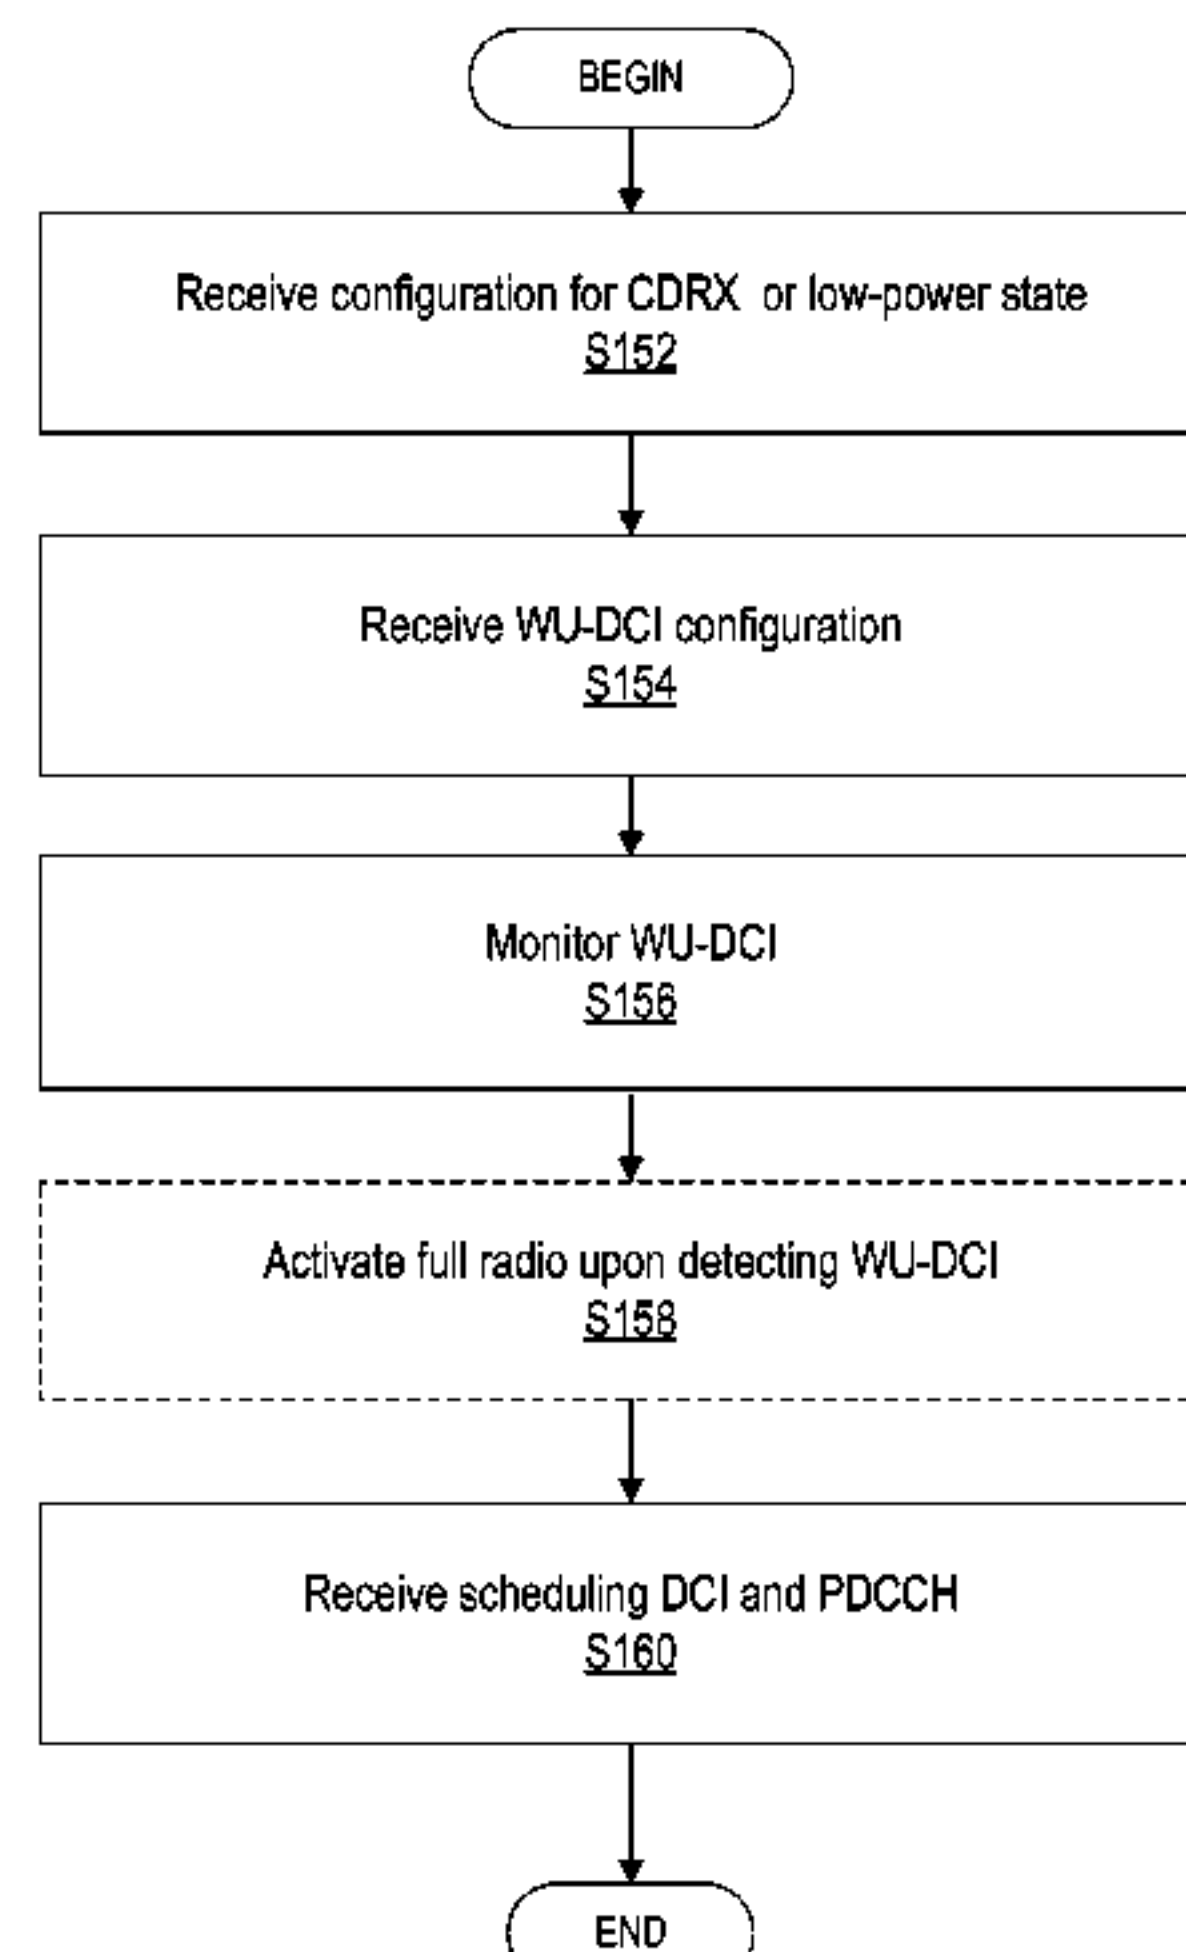 BEGIN
Receive configuration for CDRX or low-power state
S152
Receive WU-DCI configuration
S154
Monitor WU-DCI
S156
Activate full radio upon detecting WU-DCI
S158
Receive scheduling DCI and PDCCH
S160
END